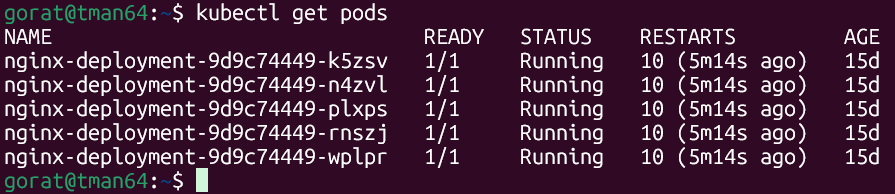 gorat@tman64:~$ kubectl get pods
NAME READY STATUS RESTARTS AGE
nginx-deployment-9d9c74449-k5zsv 1/1 Running 10 (5m14s ago) 15d
nginx-deployment-9d9c74449-n4zvl 1/1 Running 10 (5m14s ago) 15d
nginx-deployment-9d9c74449-plxps 1/1 Running 10 (5m14s ago) 15d
nginx-deployment-9d9c74449-rnszj 1/1 Running 10 (5m14s ago) 15d
nginx-deployment-9d9c74449-wplpr 1/1 Running 10 (5m14s ago) 15d
gorat@tman64:~$